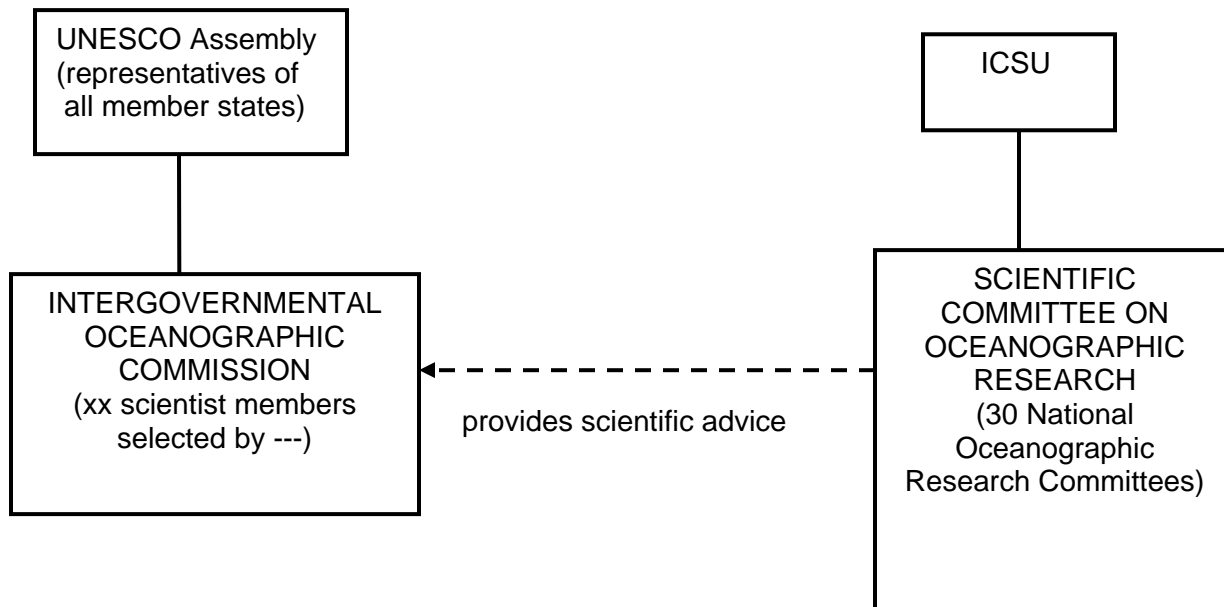 UNESCO Assembly
(representatives of
all member states)
ICSU
INTERGOVERNMENTAL
OCEANOGRAPHIC
COMMISSION
(xx scientist members
selected by ---)
provides scientific advice
SCIENTIFIC
COMMITTEE ON
OCEANOGRAPHIC
RESEARCH
(30 National
Oceanographic
Research Committees)